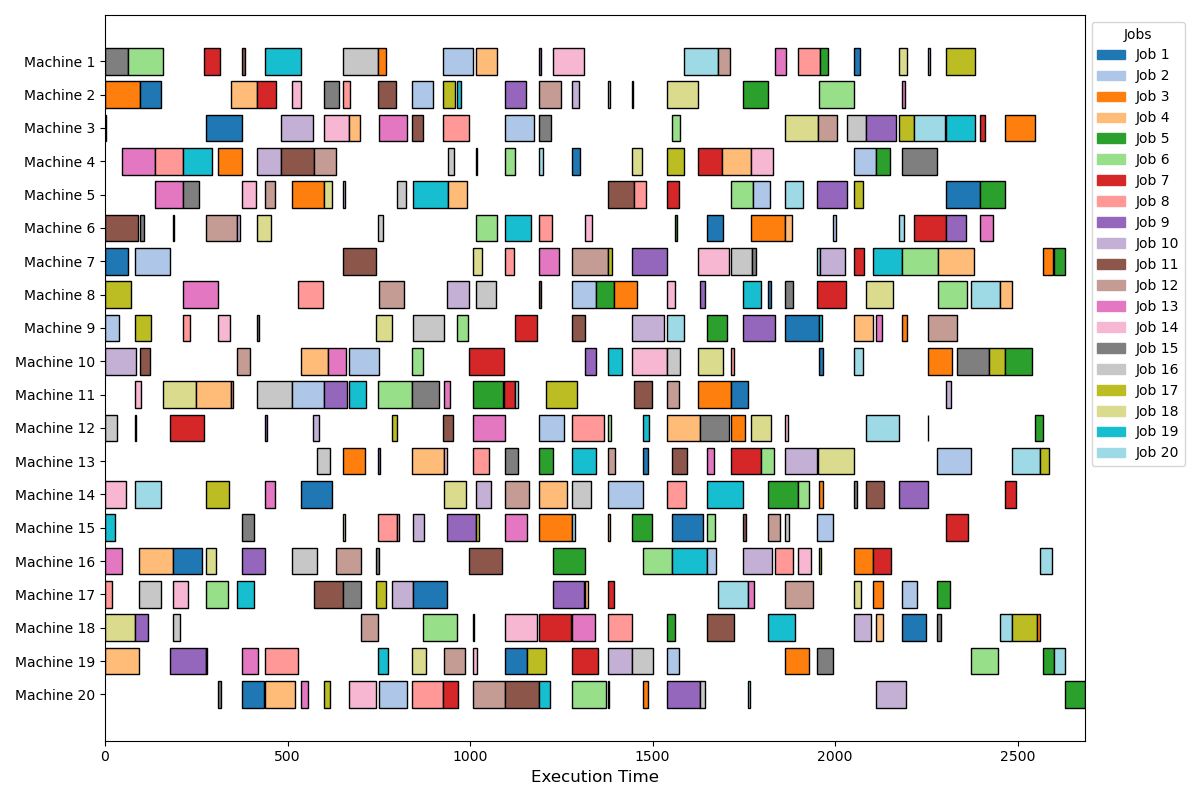 Machine 1
Machine 2
Machine 3
Machine 4
Machine 5
Machine 6
Machine 7
Machine 8
Machine 9
Machine 10
Machine 11
Machine 12
Machine 13
Machine 14
Machine 15
Machine 16
Machine 17
Machine 18
Machine 19
Machine 20
0 500 1000 1500 2000 2500
Execution Time
Jobs
Job 1
Job 2
Job 3
Job 4
Job 5
Job 6
Job 7
Job 8
Job 9
Job 10
Job 11
Job 12
Job 13
Job 14
Job 15
Job 16
Job 17
Job 18
Job 19
Job 20